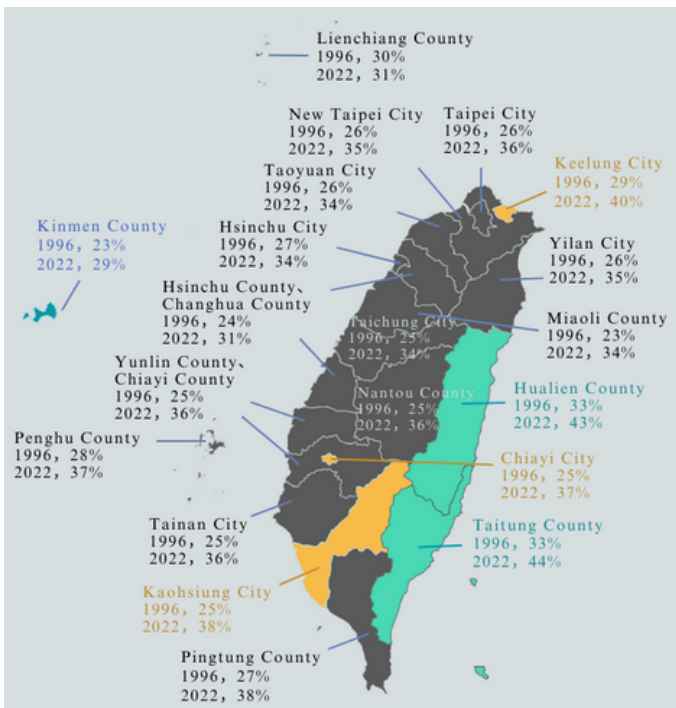 Lienchiang County
1996, 30%
2022, 31%
New Taipei City
1996, 26%
2022, 35%
Taipei City
1996, 26%
2022, 36%
Taoyuan City
1996, 26%
2022, 34%
Keelung City
1996, 29%
2022, 40%
Kinmen County
1996, 23%
2022, 29%
Hsinchu City
1996, 27%
2022, 34%
Yilan City
1996, 26%
2022, 35%
Hsinchu County、
Changhua County
1996, 24%
2022, 31%
Taichung City
1996, 25%
2022, 34%
Miaoli County
1996, 23%
2022, 34%
Yunlin County、
Chiayi County
1996, 25%
2022, 36%
Nantou County
1996, 25%
2022, 36%
Hualien County
1996, 33%
2022, 43%
Penghu County
1996, 28%
2022, 37%
Chiayi City
1996, 25%
2022, 37%
Tainan City
1996, 25%
2022, 36%
Taitung County
1996, 33%
2022, 44%
Kaohsiung City
1996, 25%
2022, 38%
Pingtung County
1996, 27%
2022, 38%